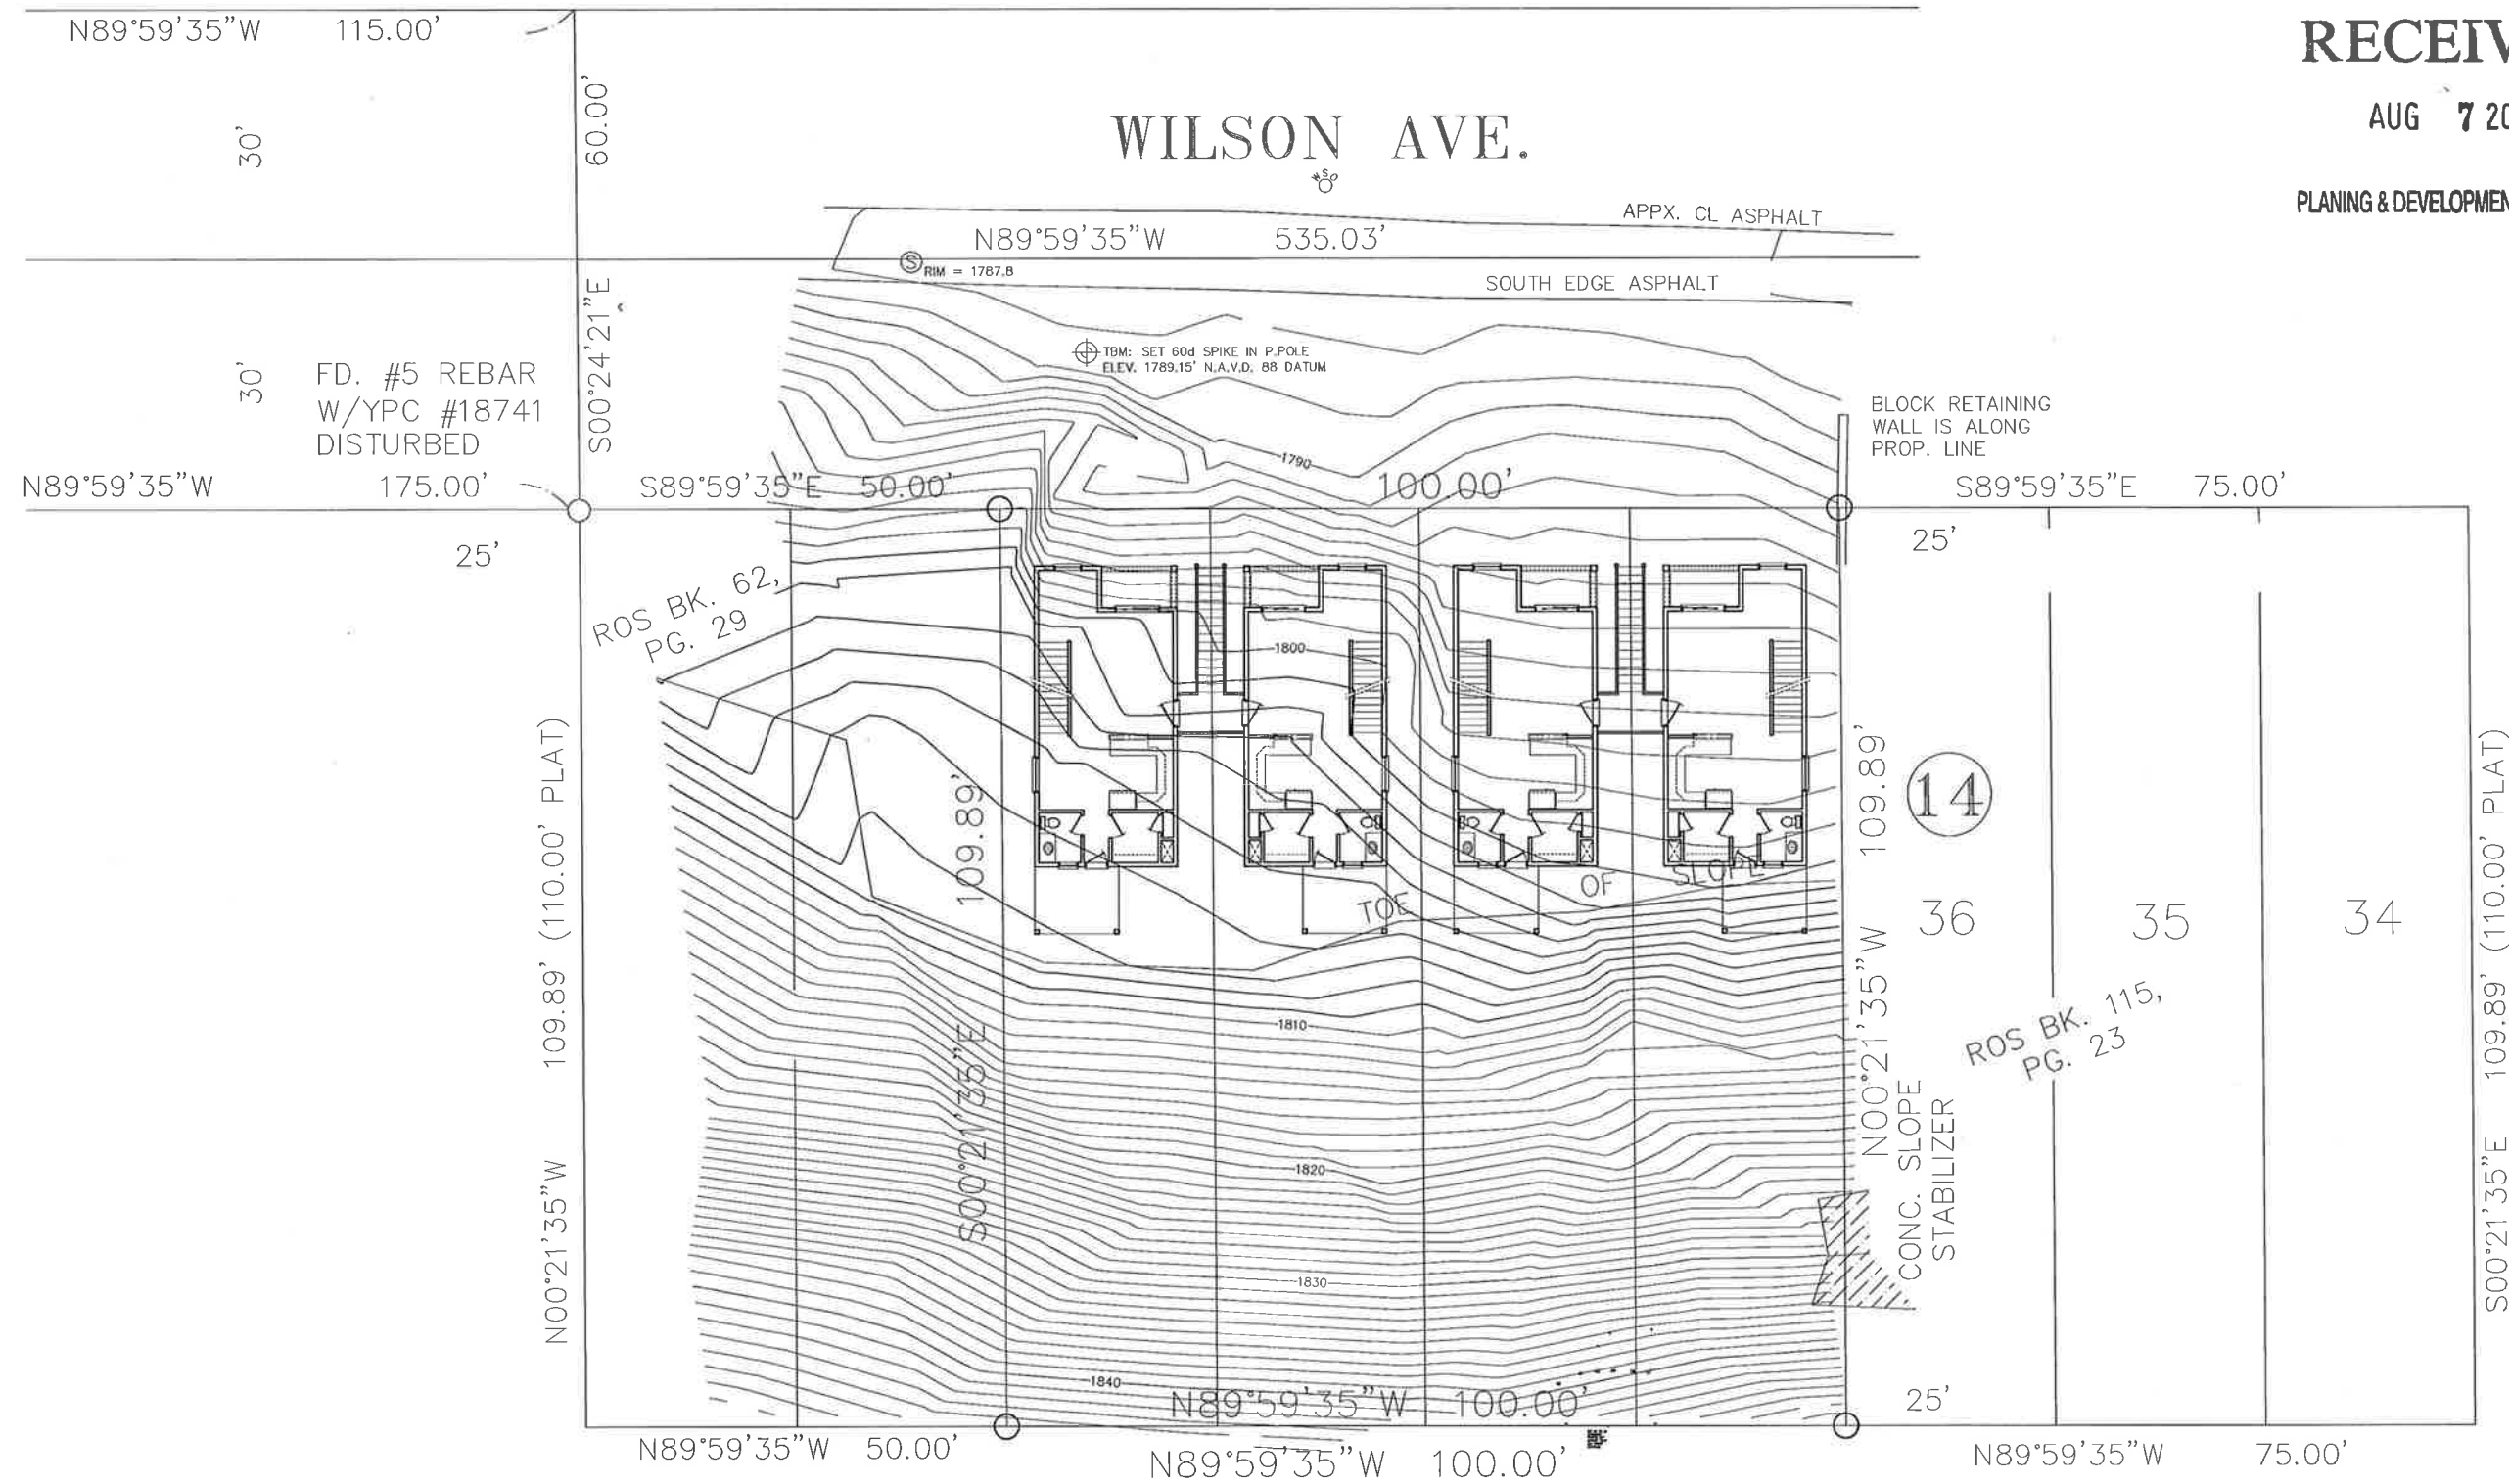 N89°59'35"W 115.00'
60.00'
30'
WILSON AVE.
AUG 7 20
APPX. CL ASPHALT
N89°59'35"W 535.03'
S RIM = 1787.8
SOUTH EDGE ASPHALT
S00°24'21"E
30'
FD. #5 REBAR
W/YPC #18741
DISTURBED
TBM: SET 60d SPIKE IN P.POLE
ELEV. 1789.15' N.A.V.D. 88 DATUM
BLOCK RETAINING
WALL IS ALONG
PROP. LINE
1790
N89°59'35"W 175.00'
S89°59'35"E 50.00'
100.00'
S89°59'35"E 75.00'
25'
25'
ROS BK. 62,
PG. 29
1800
109.89' (110.00' PLAT)
N00°21'35"W
109.89'
S00°21'35"E
TOE OF SLOPE
109.89'
N00°21'35"W
14
36
35
34
ROS BK. 115,
PG. 23
109.89' (110.00' PLAT)
S00°21'35"E
1810
1820
1830
1840
CONC. SLOPE
STABILIZER
N89°59'35"W 100.00'
25'
N89°59'35"W 50.00'
N89°59'35"W 100.00'
N89°59'35"W 75.00'